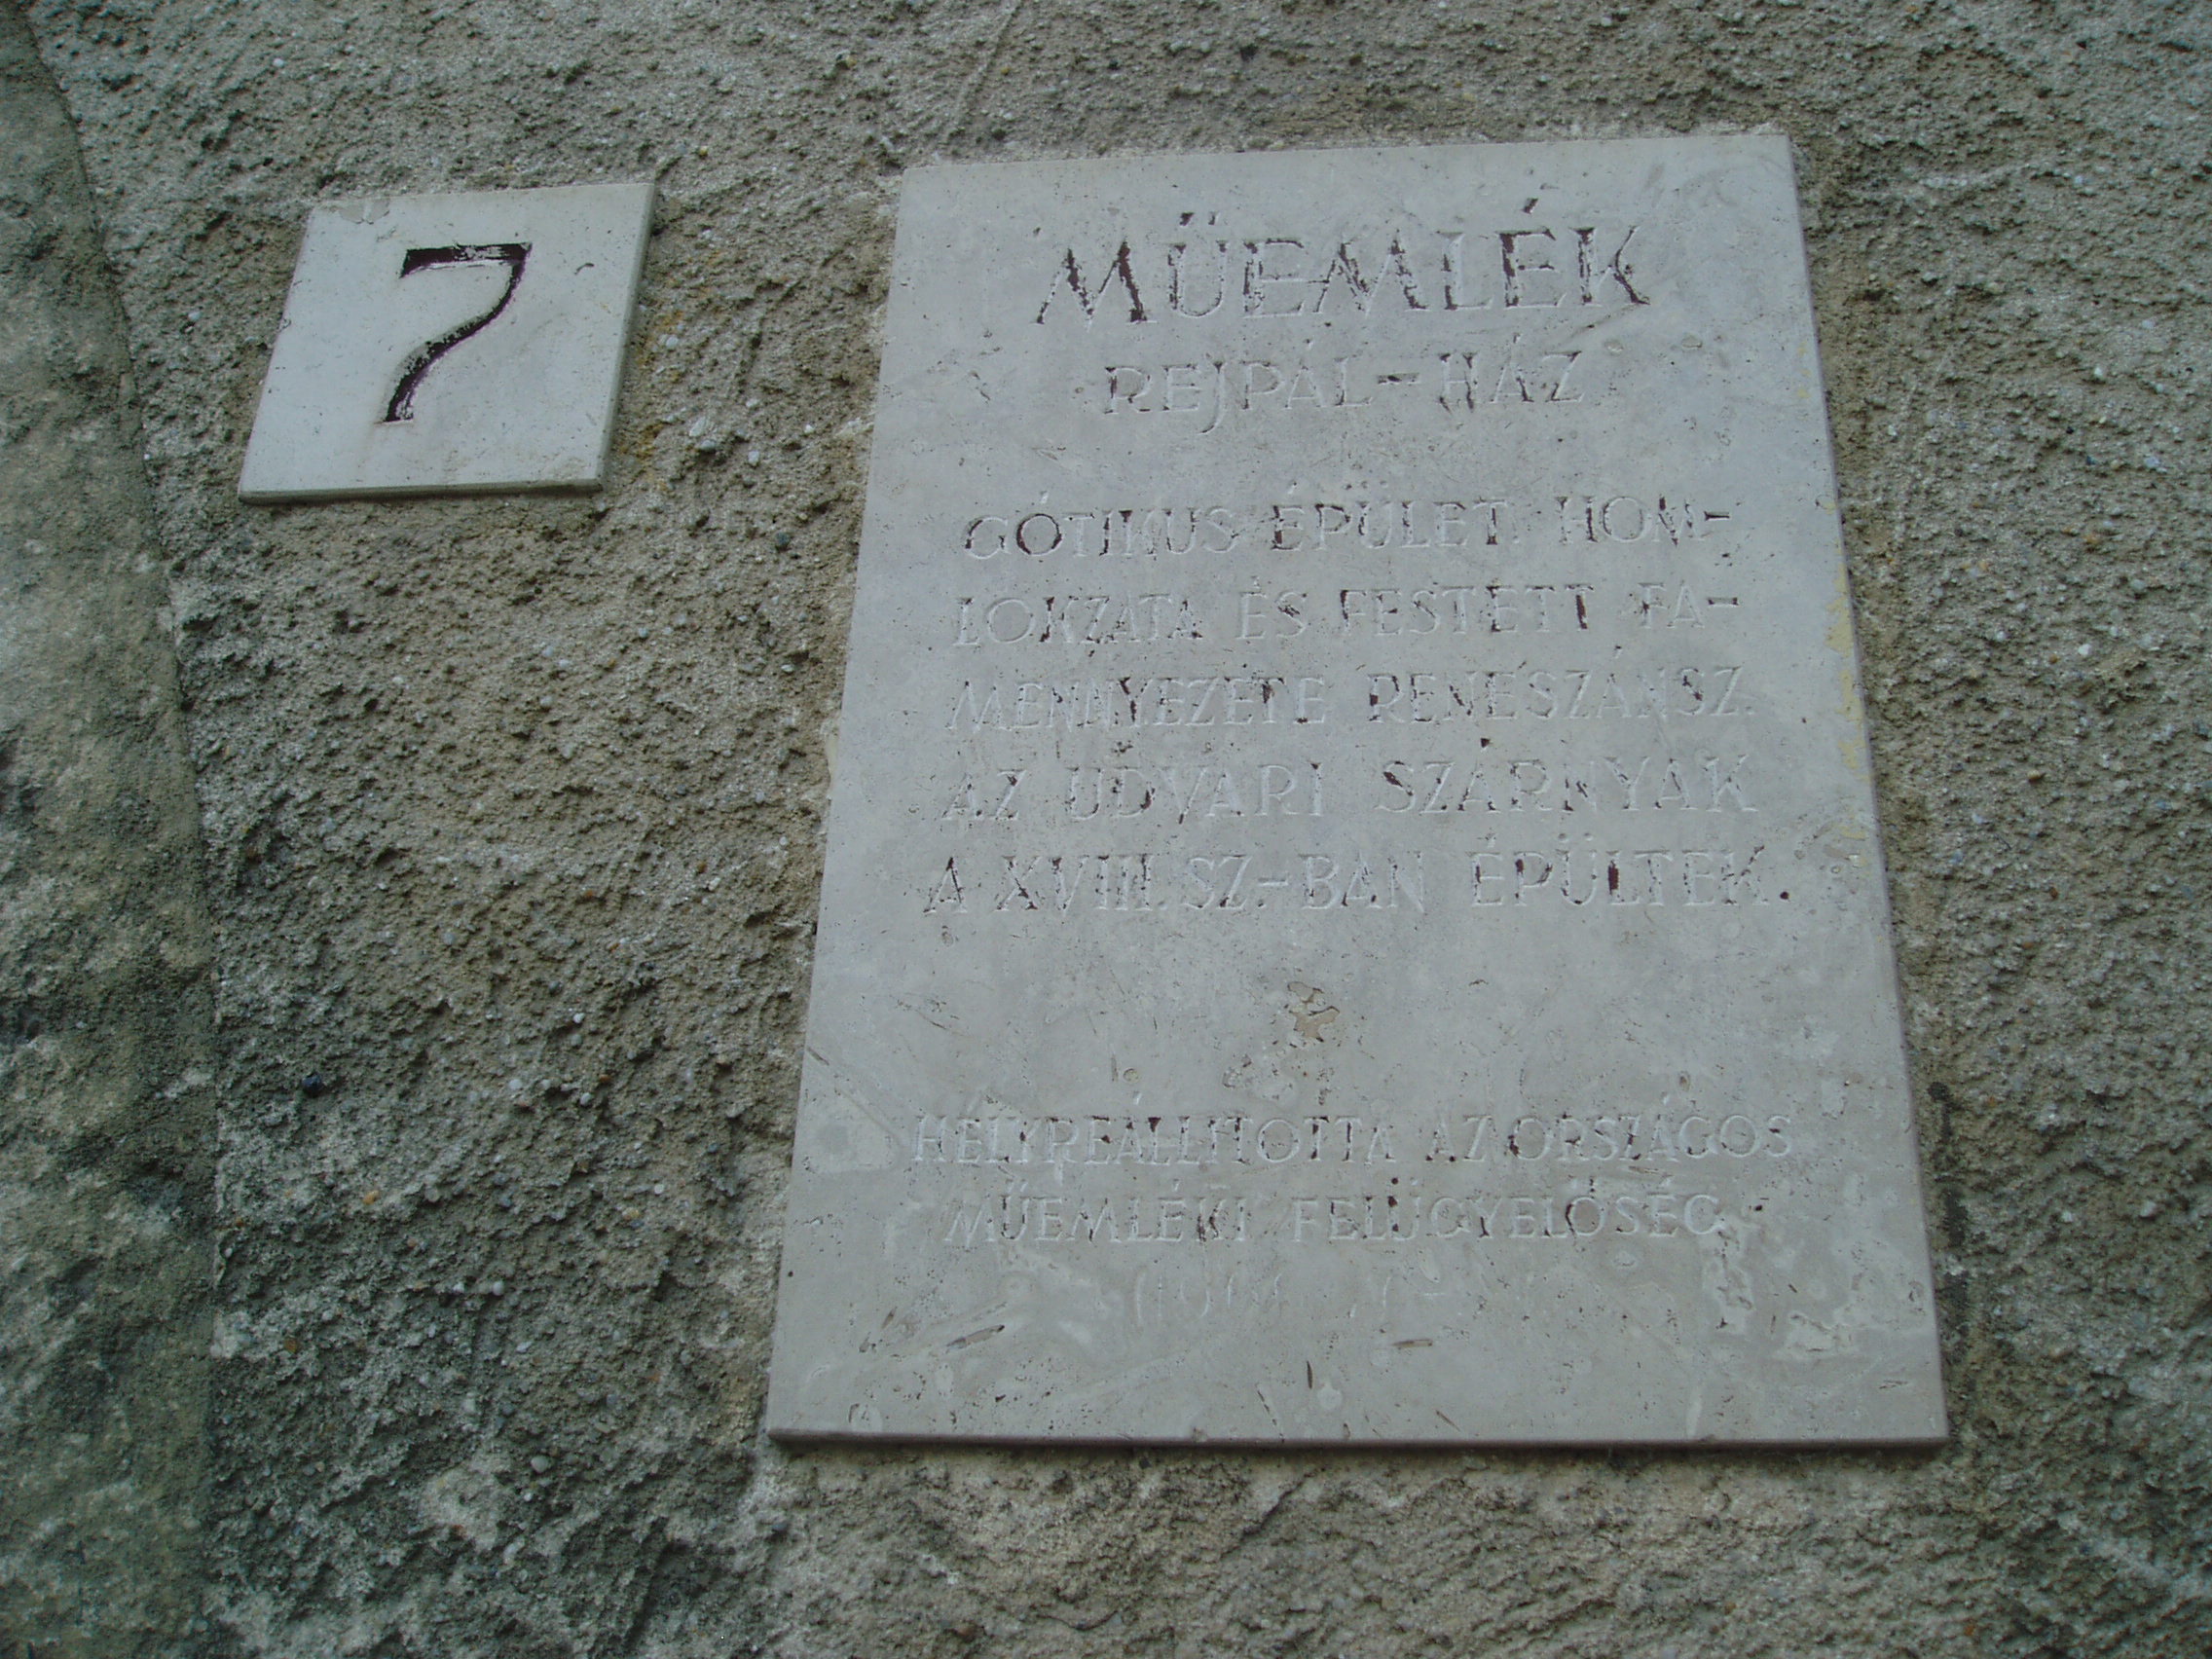 7
MŰEMLÉK
REJPÁL-HÁZ
GÓTIKUS ÉPÜLET. HOM-
LOKZATA ÉS FESTETT FA-
MENNYEZETE RENESZÁNSZ.
AZ UDVARI SZÁRNYAK
A XVIII. SZ.-BAN ÉPÜLTEK.
HELYREÁLLÍTOTTA AZ ORSZÁGOS
MŰEMLÉKI FELÜGYELŐSÉG